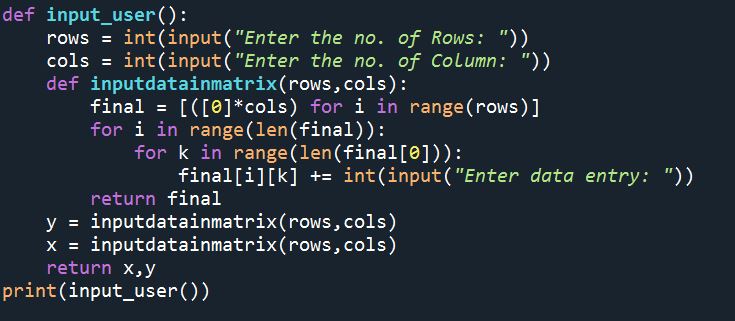 def input_user():
    rows = int(input("Enter the no. of Rows: "))
    cols = int(input("Enter the no. of Column: "))
    def inputdatainmatrix(rows,cols):
        final = [([0]*cols) for i in range(rows)]
        for i in range(len(final)):
            for k in range(len(final[0])):
                final[i][k] += int(input("Enter data entry: "))
        return final
    y = inputdatainmatrix(rows,cols)
    x = inputdatainmatrix(rows,cols)
    return x,y
print(input_user())